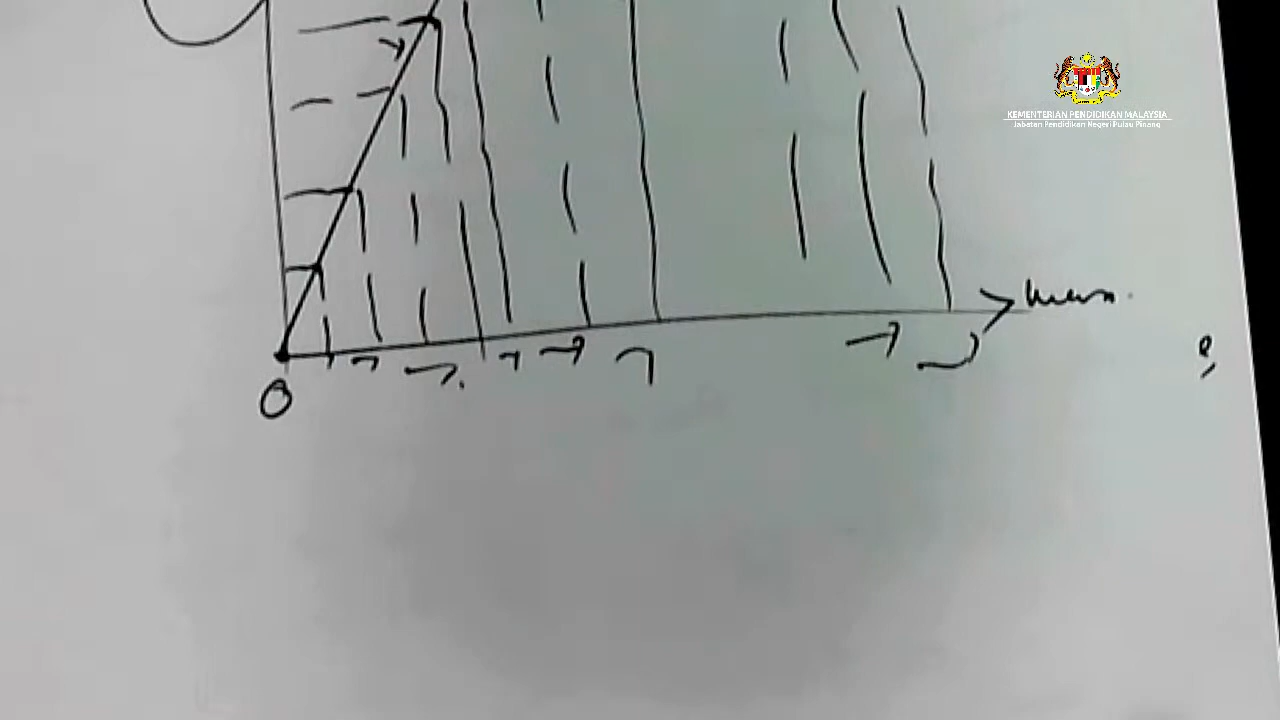 KEMENTERIAN PENDIDIKAN MALAYSIA
Jabatan Pendidikan Negeri Pulau Pinang
O